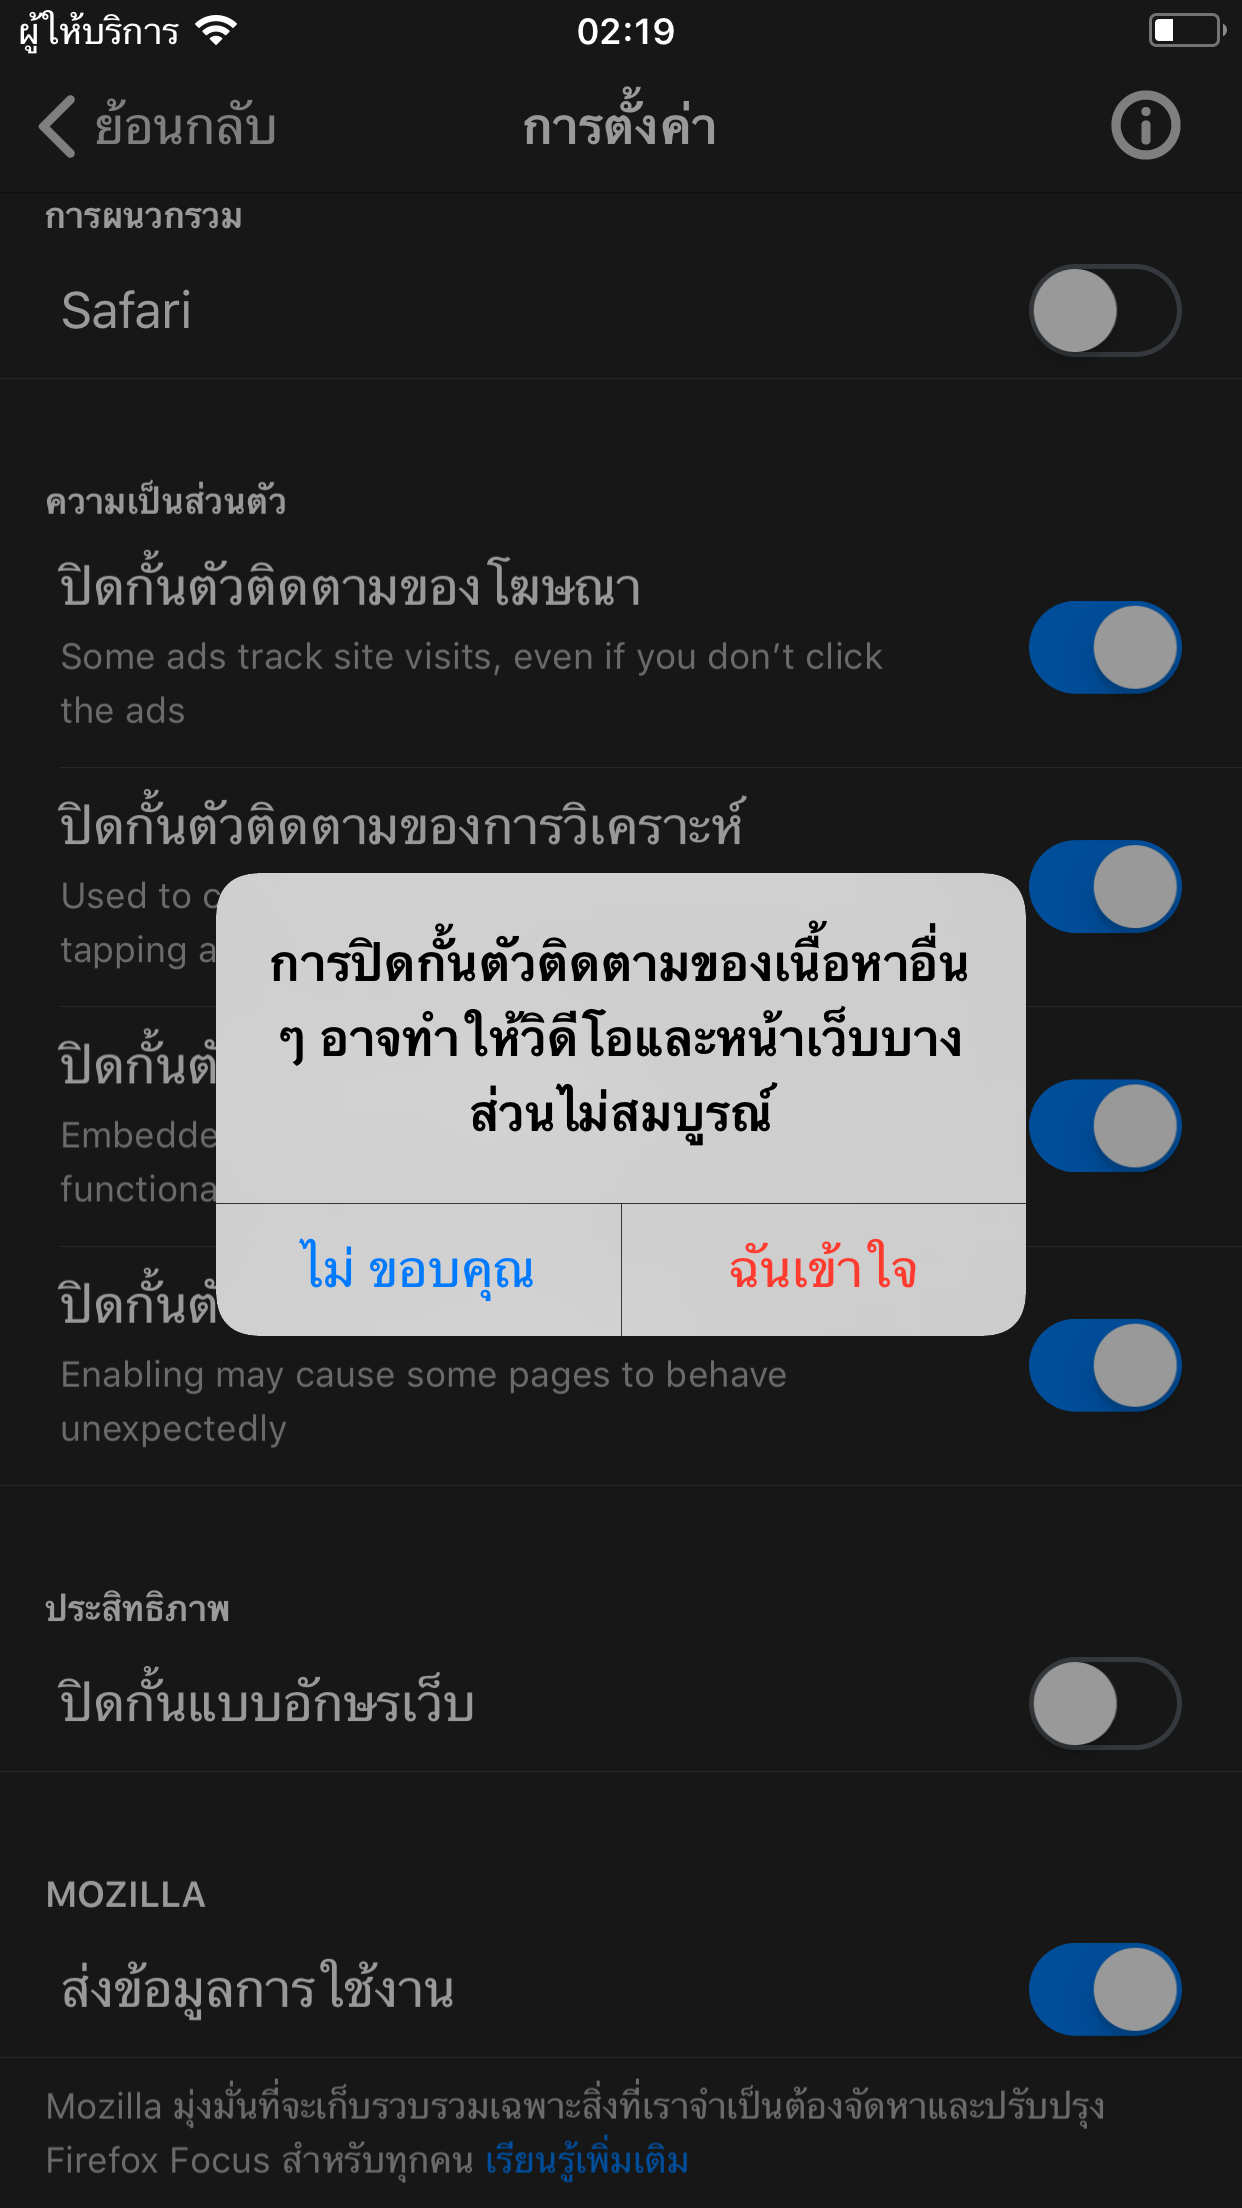 ผู้ให้บริการ
02:19
ย้อนกลับ
การตั้งค่า
การผนวกรวม
Safari
ความเป็นส่วนตัว
ปิดกั้นตัวติดตามของโฆษณา
Some ads track site visits, even if you don’t click
the ads
ปิดกั้นตัวติดตามของการวิเคราะห์
Used to
tapping
การปิดกั้นตัวติดตามของเนื้อหาอื่น
ๆ อาจทำให้วิดีโอและหน้าเว็บบาง
ส่วนไม่สมบูรณ์
ไม่ ขอบคุณ
ฉันเข้าใจ
ปิดกั้น
ปิดกั้น
Enabling may cause some pages to behave
unexpectedly
ประสิทธิภาพ
ปิดกั้นแบบอักษรเว็บ
MOZILLA
ส่งข้อมูลการใช้งาน
Mozilla มุ่งมั่นที่จะเก็บรวบรวมเฉพาะสิ่งที่เราจำเป็นต้องจัดหาและปรับปรุง
Firefox Focus สำหรับทุกคน เรียนรู้เพิ่มเติม